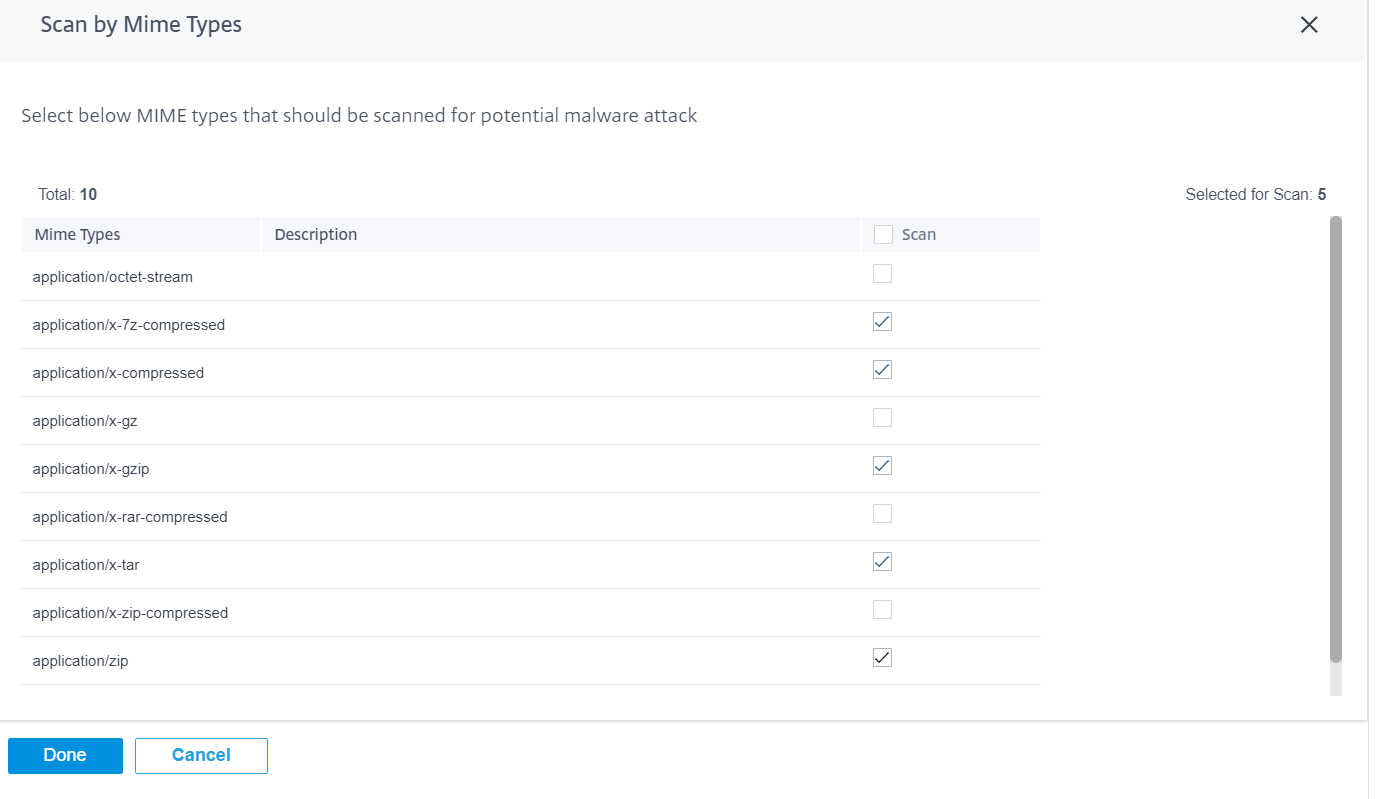 Scan by Mime Types
Select below MIME types that should be scanned for potential malware attack
Total: 10
Selected for Scan: 5
Mime Types Description Scan
application/octet-stream
application/x-7z-compressed
application/x-compressed
application/x-gz
application/x-gzip
application/x-rar-compressed
application/x-tar
application/x-zip-compressed
application/zip
Done Cancel